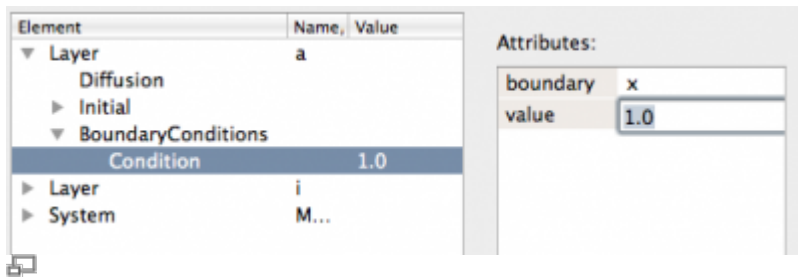 Element Name, Value
Layer a
Diffusion
Initial
BoundaryConditions
Condition 1.0
Layer i
System M...
Attributes:
boundary x
value 1.0